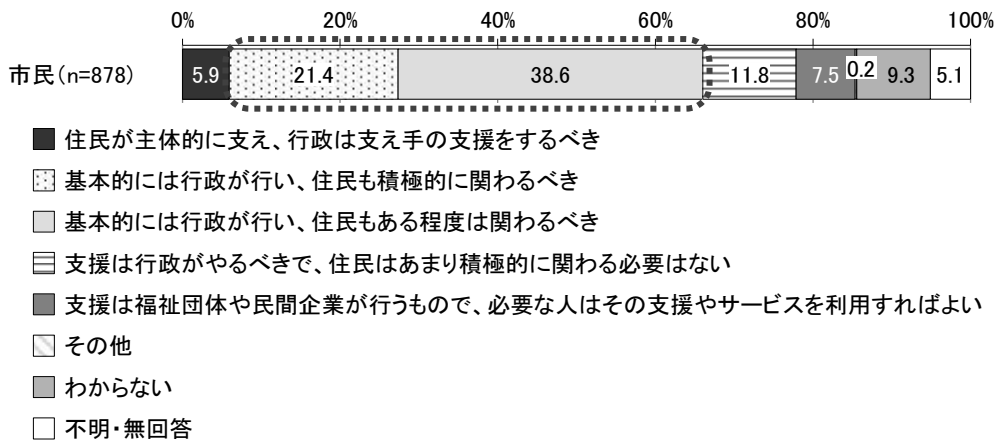 0% 20% 40% 60% 80% 100%
市民(n=878) 5.9 21.4 38.6 11.8 7.5 0.2 9.3 5.1
住民が主体的に支え、行政は支え手の支援をするべき
基本的には行政が行い、住民も積極的に関わるべき
基本的には行政が行い、住民もある程度は関わるべき
支援は行政がやるべきで、住民はあまり積極的に関わる必要はない
支援は福祉団体や民間企業が行うもので、必要な人はその支援やサービスを利用すればよい
その他
わからない
不明・無回答